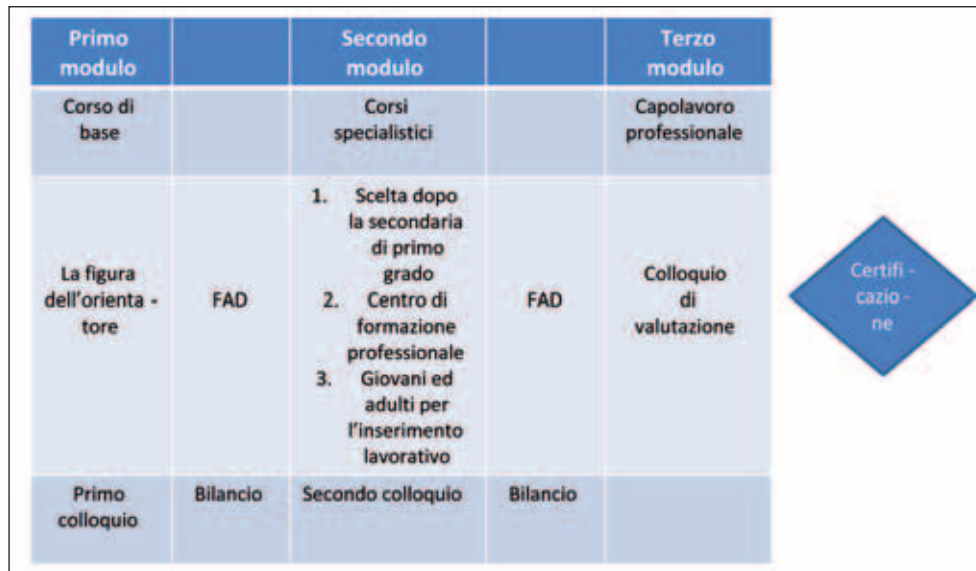 Primo
modulo
Secondo
modulo
Terzo
modulo
Corso di
base
Corsi
specialistici
Capolavoro
professionale
La figura
dell'orienta -
tore
FAD
1. Scelta dopo
la secondaria
di primo
grado
2. Centro di
formazione
professionale
3. Giovani ed
adulti per
l'inserimento
lavorativo
FAD
Colloquio
di
valutazione
Certifi -
cazio -
ne
Primo
colloquio
Bilancio
Secondo colloquio
Bilancio